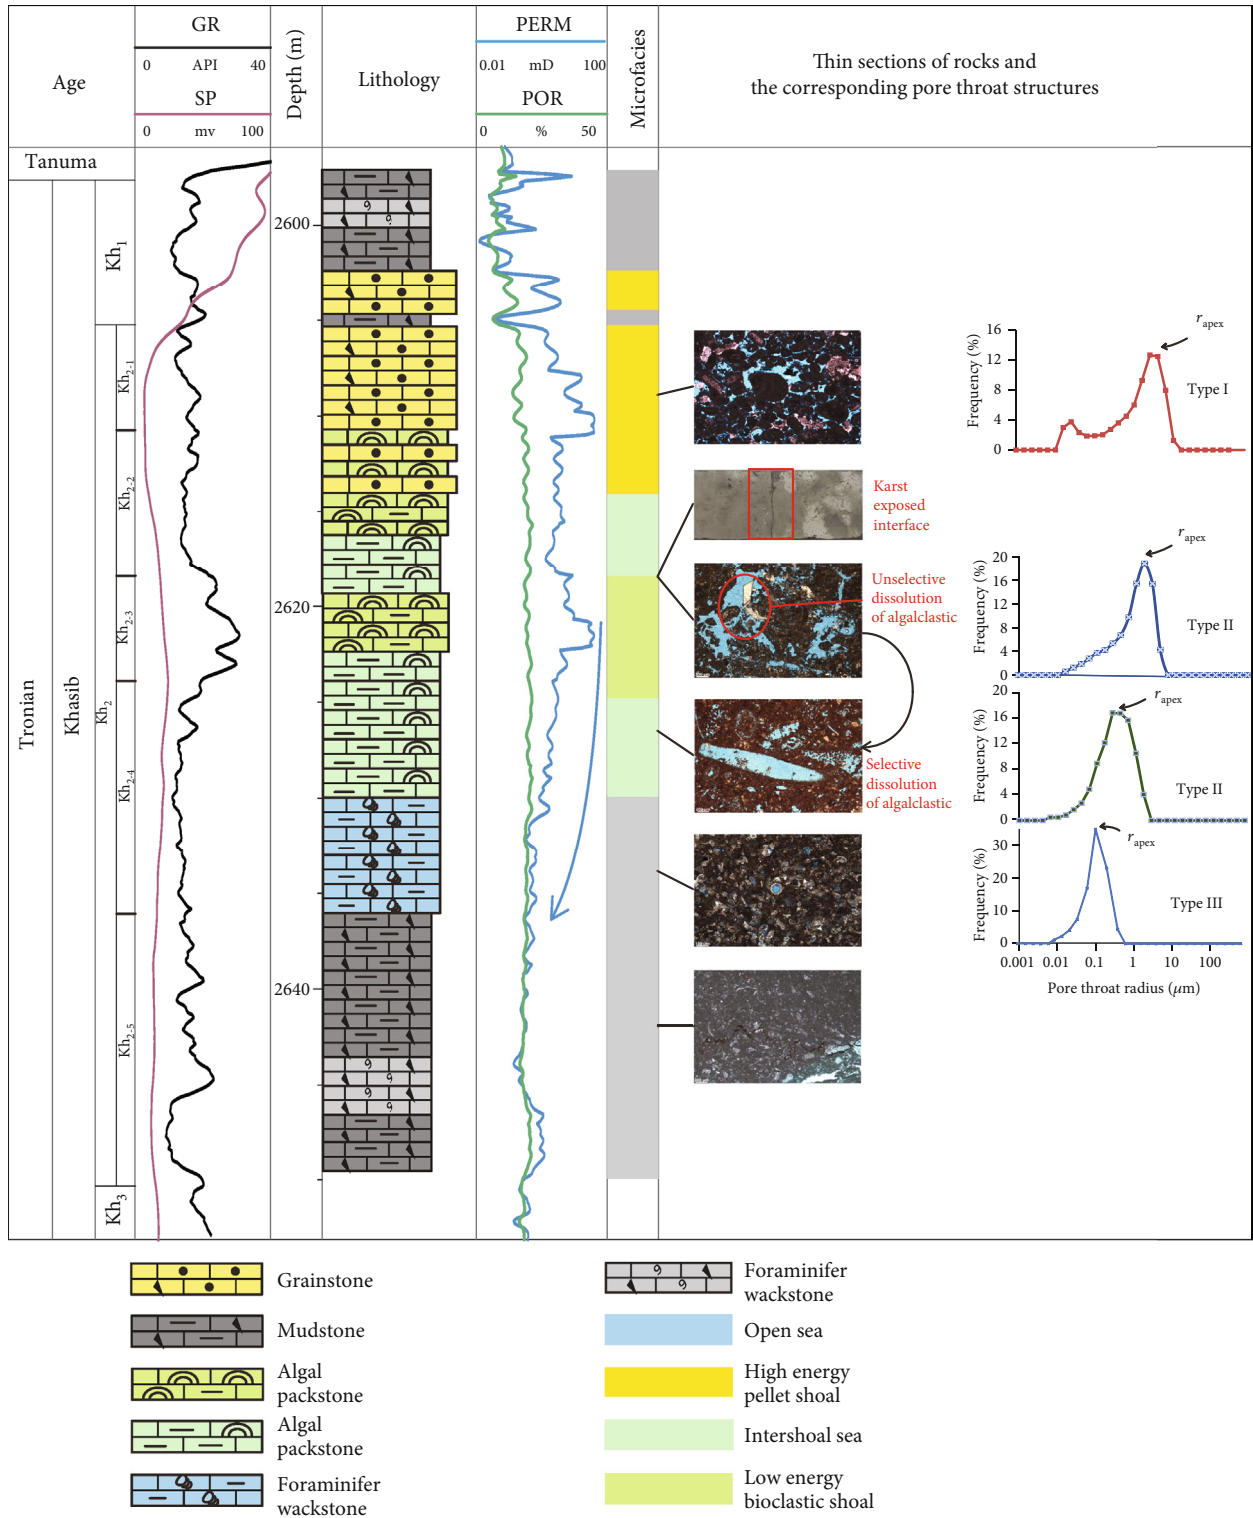 Age
GR
0 API 40
SP
0 mv 100
Depth (m)
Lithology
PERM
0.01 mD 100
POR
0 % 50
Microfacies
Thin sections of rocks and
the corresponding pore throat structures
Tanuma
Tronian
Khasib
Kh1
Kh2
Kh2-1
Kh2-2
Kh2-3
Kh2-4
Kh2-5
Kh3
2600
2620
2640
Karst
exposed
interface
Unselective
dissolution
of algalclastic
Selective
dissolution
of algalclastic
Frequency (%)
16
12
8
4
0
rapex
Type I
Frequency (%)
20
16
12
8
4
0
rapex
Type II
Frequency (%)
20
16
12
8
4
0
rapex
Type II
Frequency (%)
30
20
10
0
rapex
Type III
0.001 0.01 0.1 1 10 100
Pore throat radius (μm)
Grainstone
Mudstone
Algal
packstone
Algal
packstone
Foraminifer
wackstone
Foraminifer
wackstone
Open sea
High energy
pellet shoal
Intershoal sea
Low energy
bioclastic shoal